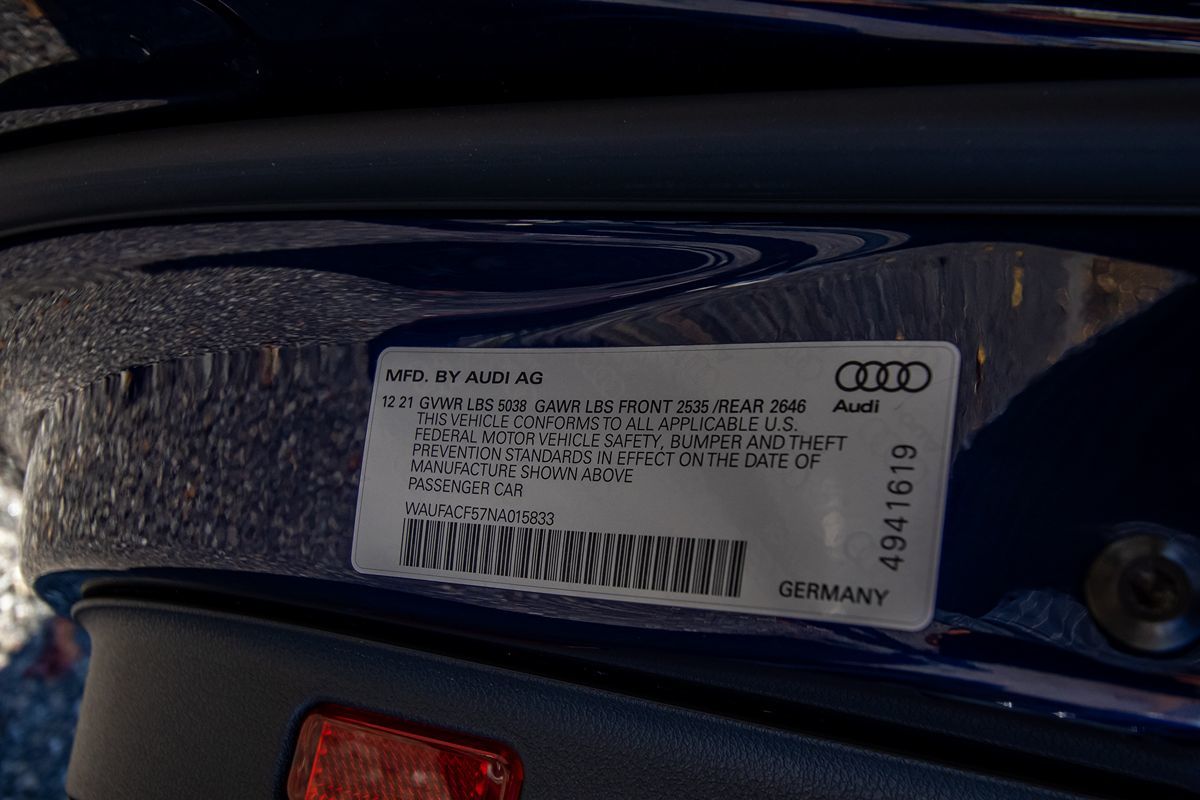 MFD. BY AUDI AG
Audi
12 21 GVWR LBS 5038 GAWR LBS FRONT 2535 /REAR 2646
THIS VEHICLE CONFORMS TO ALL APPLICABLE U.S.
FEDERAL MOTOR VEHICLE SAFETY, BUMPER AND THEFT
PREVENTION STANDARDS IN EFFECT ON THE DATE OF
MANUFACTURE SHOWN ABOVE
PASSENGER CAR
WAUFACF57NA015833
4941619
GERMANY